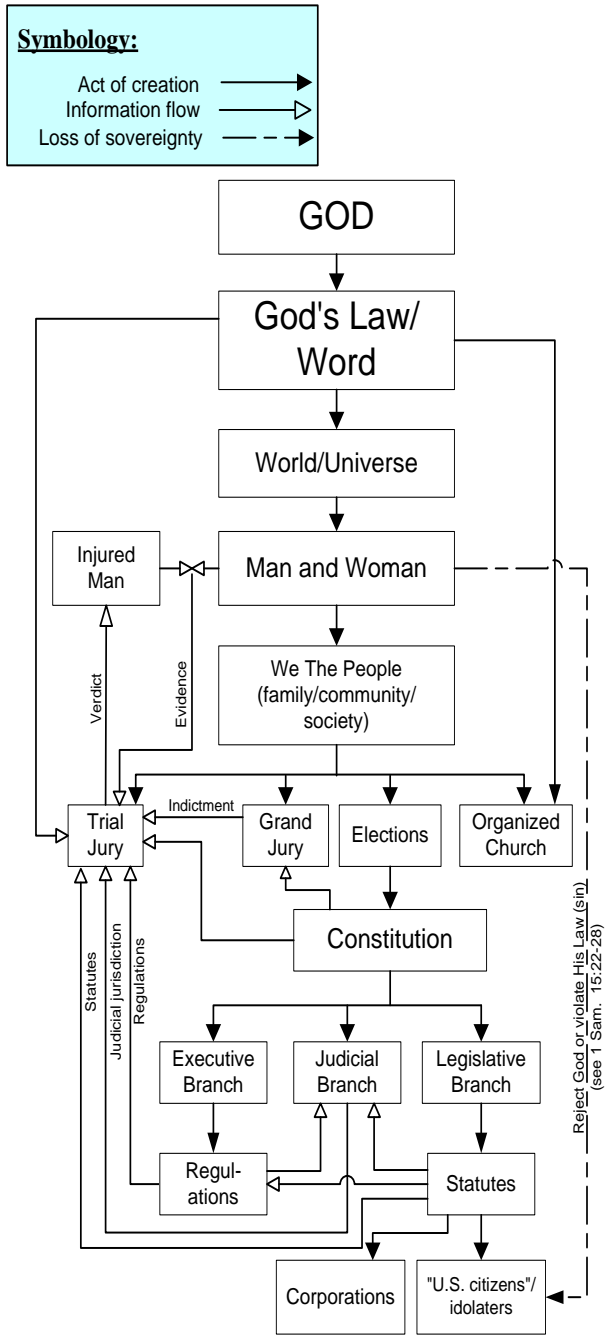 Symbology:
Act of creation
Information flow
Loss of sovereignty
GOD
God's Law/
Word
World/Universe
Injured
Man
Man and Woman
We The People
(family/community/
society)
Verdict
Evidence
Indictment
Trial
Jury
Grand
Jury
Elections
Organized
Church
Constitution
Statutes
Judicial jurisdiction
Regulations
Reject God or violate His Law (sin)
(see 1 Sam. 15:22-28)
Executive
Branch
Judicial
Branch
Legislative
Branch
Regul-
ations
Statutes
Corporations
"U.S. citizens"/
idolaters